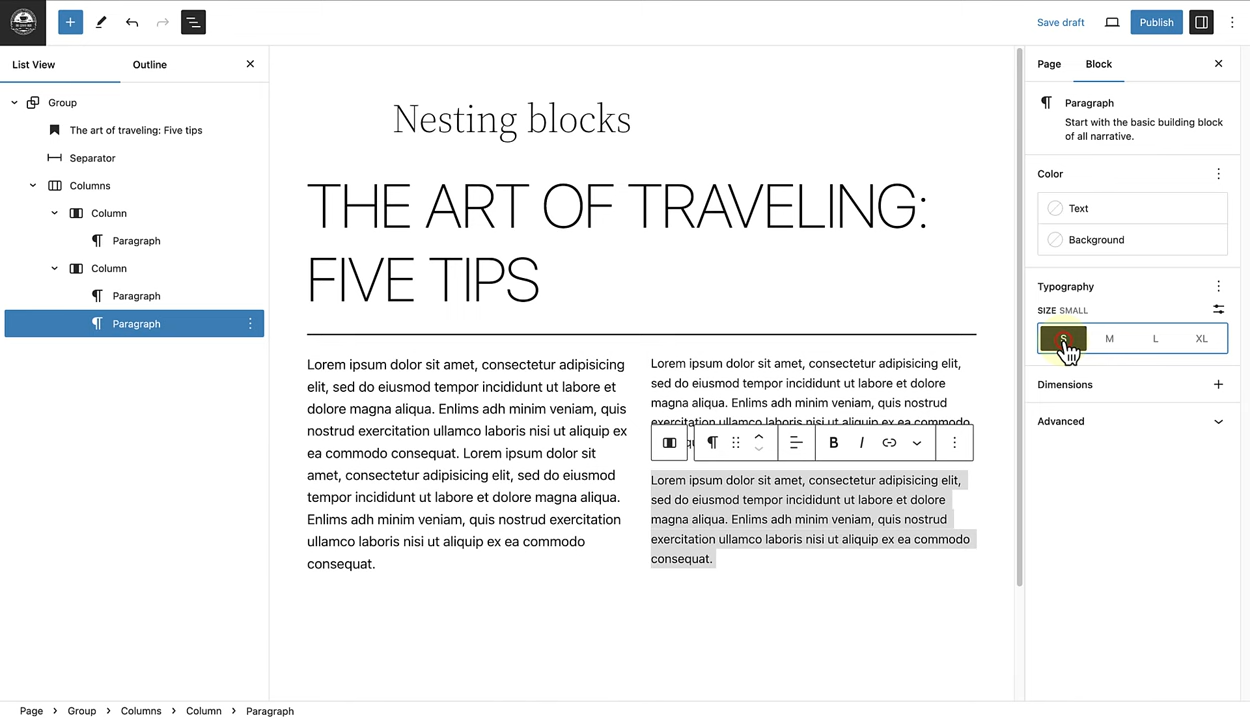 Save draft
Publish
List View
Outline
Group
The art of traveling: Five tips
Separator
Columns
Column
Paragraph
Column
Paragraph
Paragraph
Nesting blocks
THE ART OF TRAVELING:
FIVE TIPS
Lorem ipsum dolor sit amet, consectetur adipisicing
elit, sed do eiusmod tempor incididunt ut labore et
dolore magna aliqua. Enlims adh minim veniam, quis
nostrud exercitation ullamco laboris nisi ut aliquip ex
ea commodo consequat. Lorem ipsum dolor sit
amet, consectetur adipisicing elit, sed do eiusmod
tempor incididunt ut labore et dolore magna aliqua.
Enlims adh minim veniam, quis nostrud exercitation
ullamco laboris nisi ut aliquip ex ea commodo
consequat.
Lorem ipsum dolor sit amet, consectetur adipisicing elit,
sed do eiusmod tempor incididunt ut labore et dolore
magna aliqua. Enlims adh minim veniam, quis nostrud
exercitation ullamco laboris nisi ut aliquip ex ea commodo
B I
Lorem ipsum dolor sit amet, consectetur adipisicing elit,
sed do eiusmod tempor incididunt ut labore et dolore
magna aliqua. Enlims adh minim veniam, quis nostrud
exercitation ullamco laboris nisi ut aliquip ex ea commodo
consequat.
Page
Block
Paragraph
Start with the basic building block
of all narrative.
Color
Text
Background
Typography
SIZE SMALL
S M L XL
Dimensions
Advanced
Page > Group > Columns > Column > Paragraph